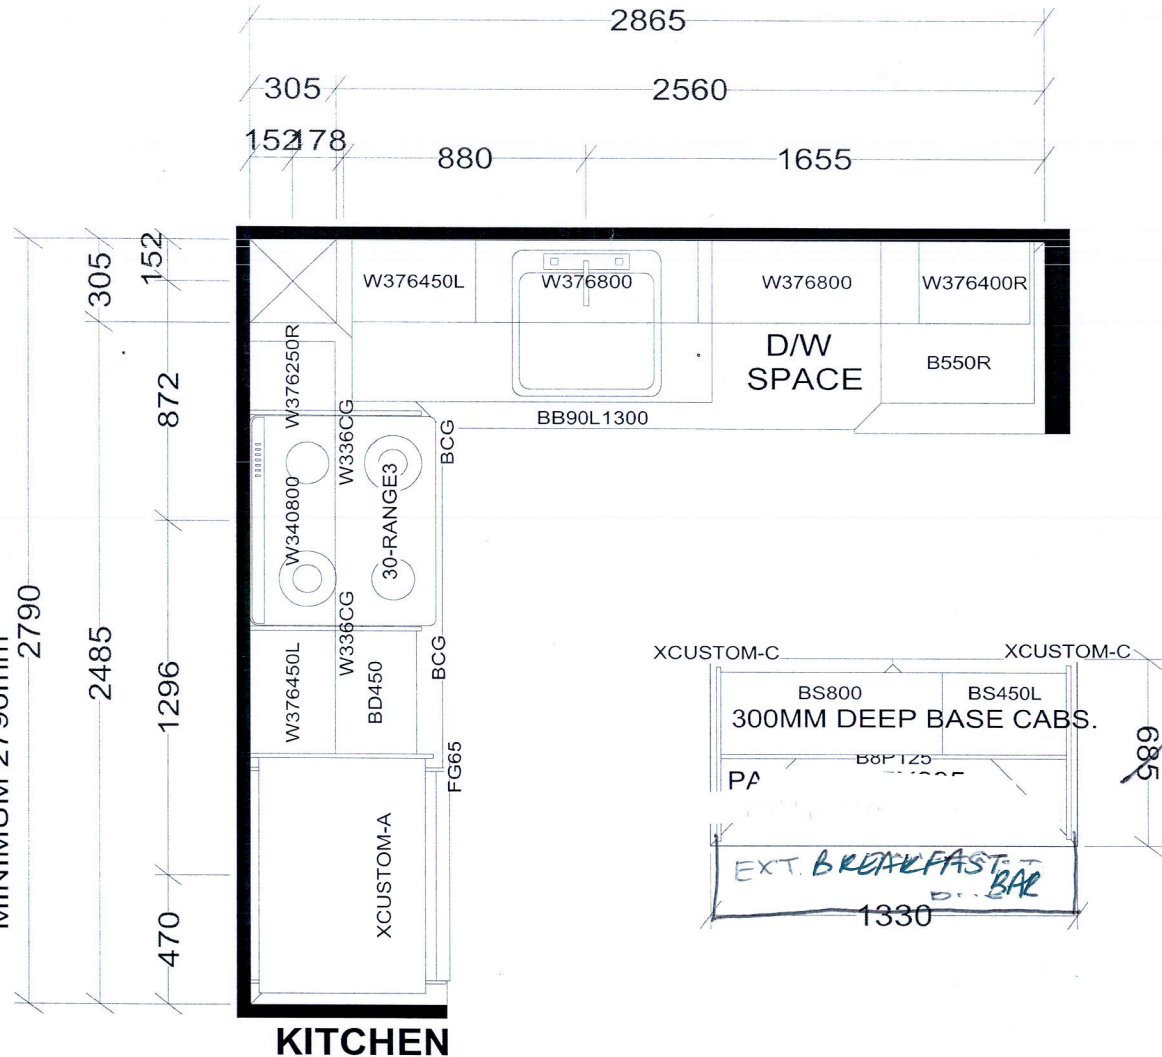 2865
305 2560
152 178 880 1655
152
305
872
2790
2485
1296
470
MINIMUM 2790mm
W376450L W376800 W376800 W376400R
D/W
SPACE
B550R
BB90L1300
W376250R
W336CG
BCG
W340800
30-RANGE3
W336CG
BCG
W376450L
BD450
FG65
XCUSTOM-A
XCUSTOM-C XCUSTOM-C
BS800 BS450L
300MM DEEP BASE CABS.
685
EXT. BREAKFAST
BAR
1330
KITCHEN